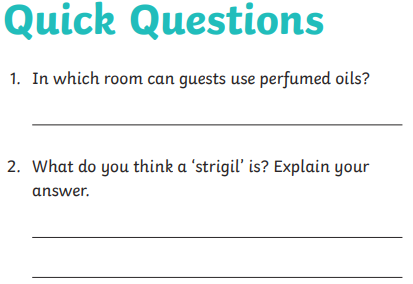 Quick Questions
1. In which room can guests use perfumed oils?
2. What do you think a ‘strigil’ is? Explain your
answer.